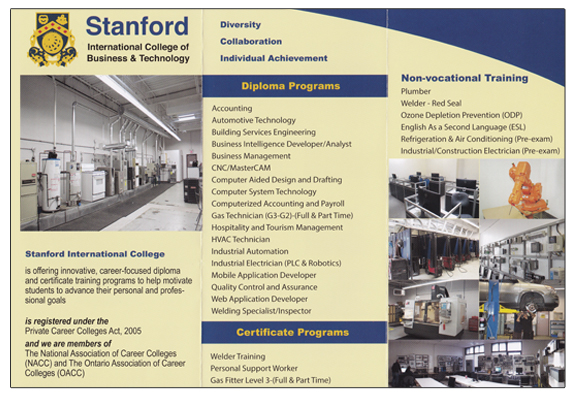 Stanford
International College of
Business & Technology
Stanford International College
is offering innovative, career-focused diploma
and certificate training programs to help motivate
students to advance their personal and profes-
sional goals
is registered under the
Private Career Colleges Act, 2005
and we are members of
The National Association of Career Colleges
(NACC) and The Ontario Association of Career
Colleges (OACC)
Diversity
Collaboration
Individual Achievement
Diploma Programs
Accounting
Automotive Technology
Building Services Engineering
Business Intelligence Developer/Analyst
Business Management
CNC/MasterCAM
Computer Aided Design and Drafting
Computer System Technology
Computerized Accounting and Payroll
Gas Technician (G3-G2)-(Full & Part Time)
Hospitality and Tourism Management
HVAC Technician
Industrial Automation
Industrial Electrician (PLC & Robotics)
Mobile Application Developer
Quality Control and Assurance
Web Application Developer
Welding Specialist/Inspector
Certificate Programs
Welder Training
Personal Support Worker
Gas Fitter Level 3-(Full & Part Time)
Non-vocational Training
Plumber
Welder - Red Seal
Ozone Depletion Prevention (ODP)
English As a Second Language (ESL)
Refrigeration & Air Conditioning (Pre-exam)
Industrial/Construction Electrician (Pre-exam)